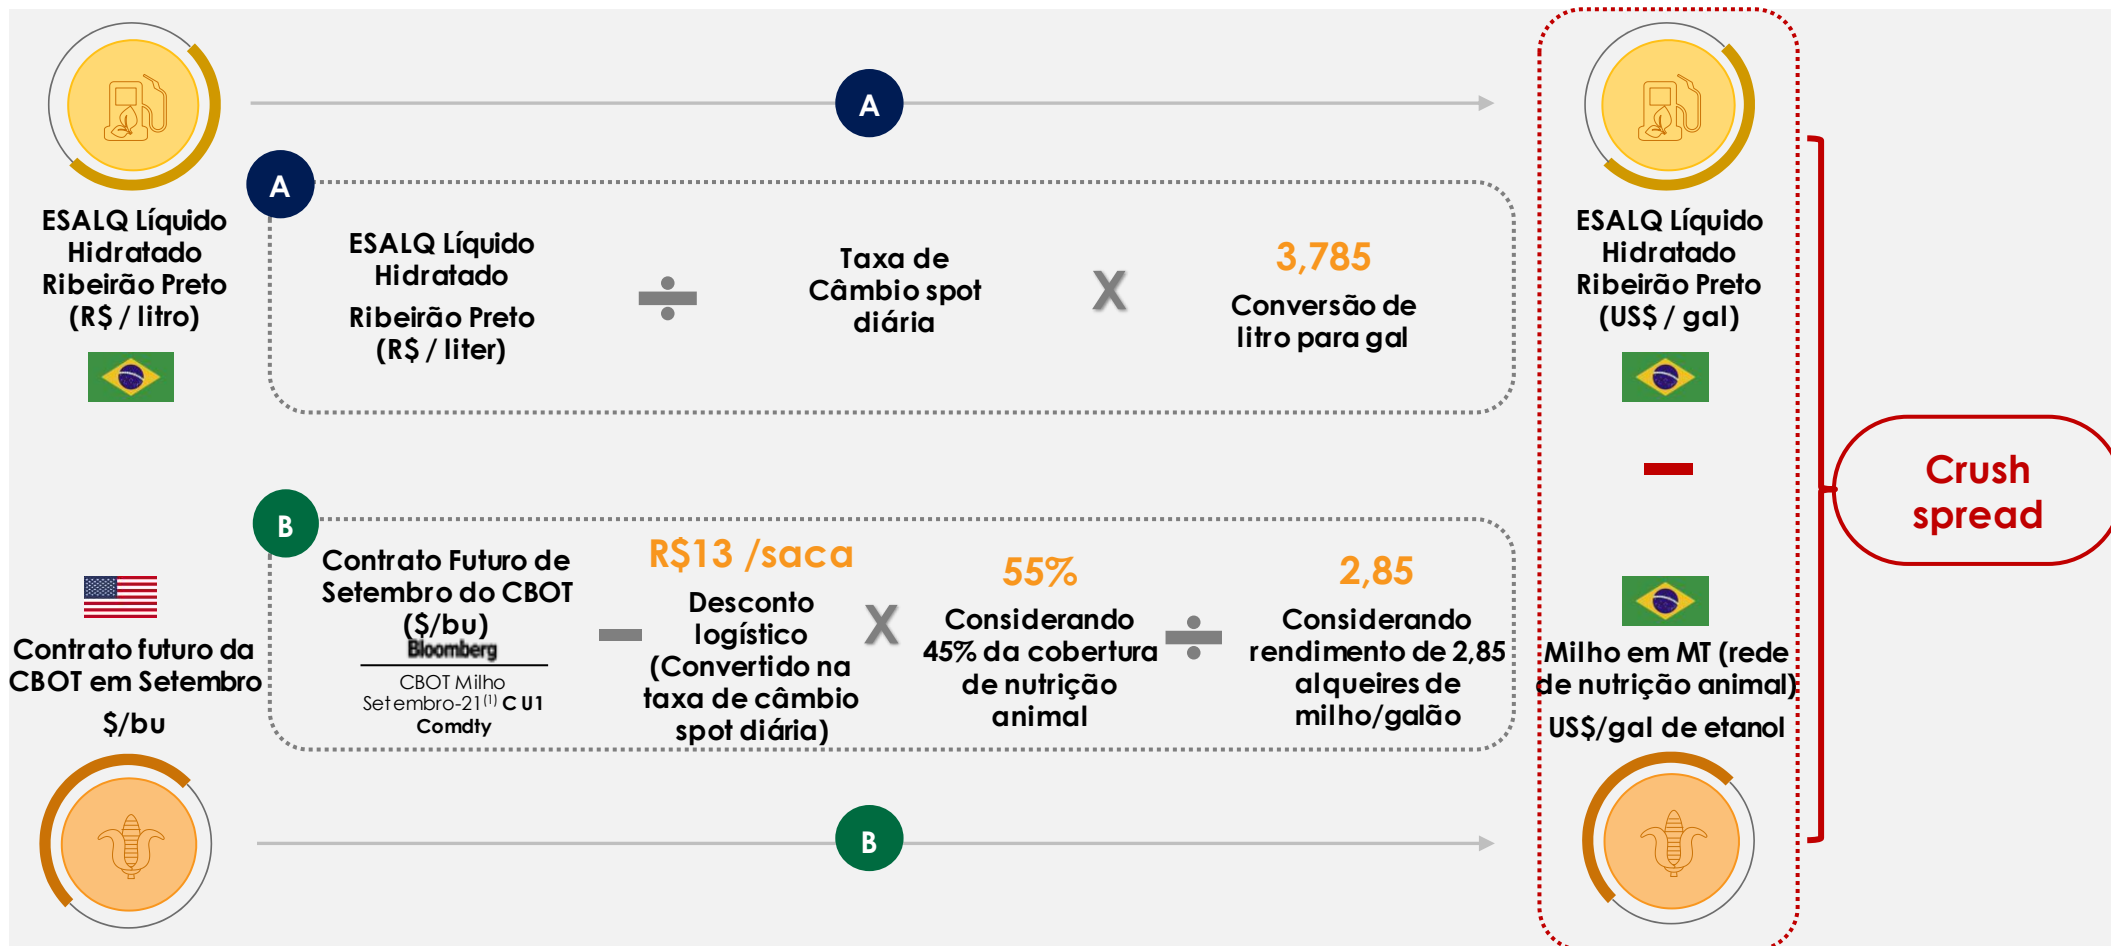 A
ESALQ Líquido
Hidratado
Ribeirão Preto
(R$ / litro)
A
ESALQ Líquido
Hidratado
Ribeirão Preto
(R$ / liter)
÷
Taxa de
Câmbio spot
diária
X
3,785
Conversão de
litro para gal
ESALQ Líquido
Hidratado
Ribeirão Preto
(US$ / gal)
Crush
spread
Contrato futuro da
CBOT em Setembro
$/bu
B
Contrato Futuro de
Setembro do CBOT
($/bu)
Bloomberg
CBOT Milho
Setembro-21(1) C U1
Comdty
–
R$13 /saca
Desconto
logístico
(Convertido na
taxa de câmbio
spot diária)
X
55%
Considerando
45% da cobertura
de nutrição
animal
÷
2,85
Considerando
rendimento de 2,85
alqueires de
milho/galão
–
Milho em MT (rede
de nutrição animal)
US$/gal de etanol
B